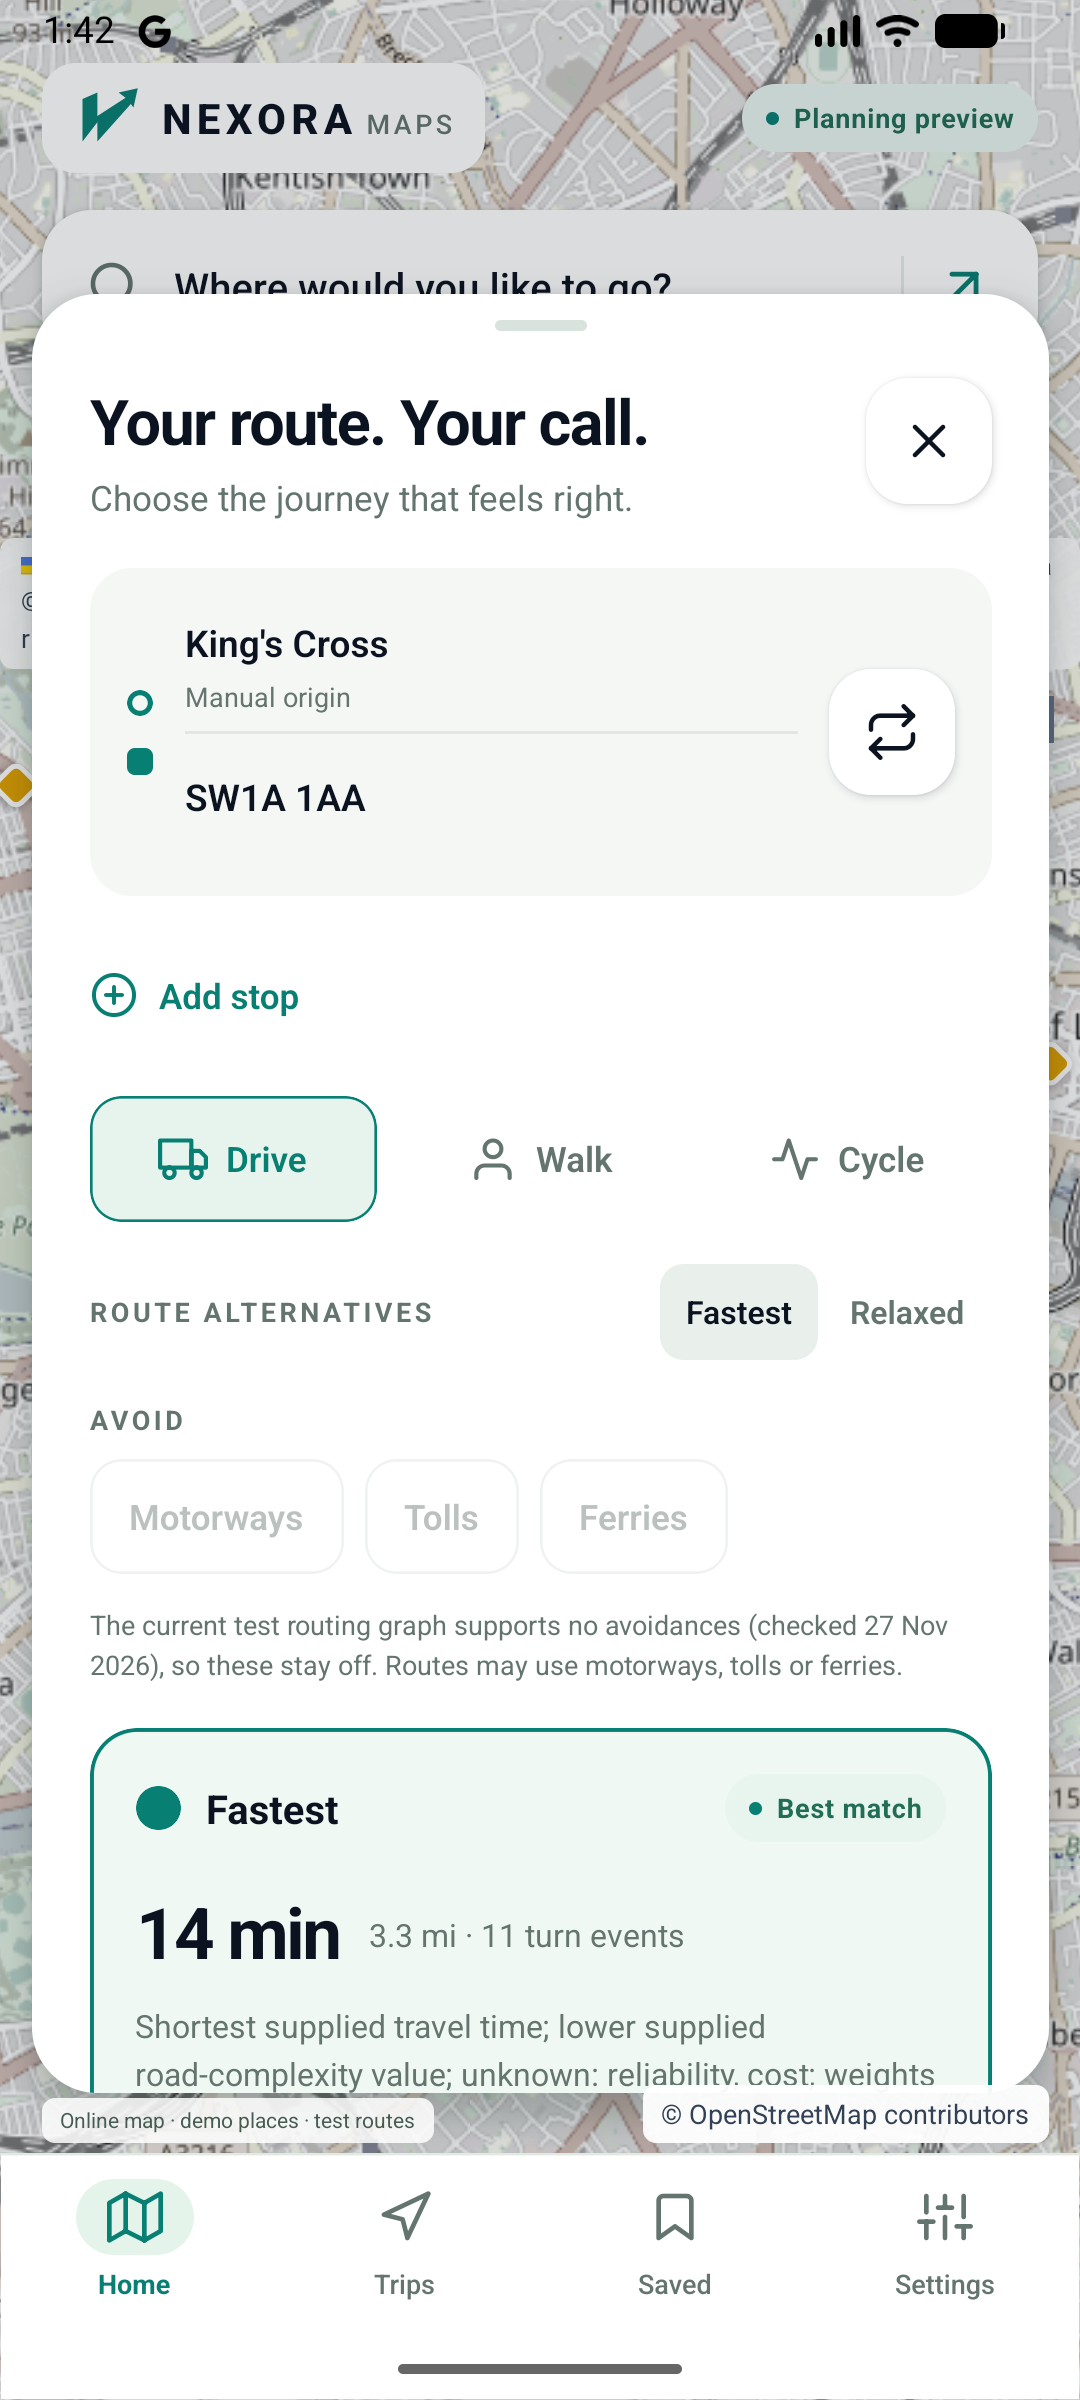 1:42
Holloway
NEXORA MAPS
Planning preview
Kentish Town
Where would you like to go?
Your route. Your call.
Choose the journey that feels right.
King's Cross
Manual origin
SW1A 1AA
Add stop
Drive
Walk
Cycle
ROUTE ALTERNATIVES
Fastest
Relaxed
AVOID
Motorways
Tolls
Ferries
The current test routing graph supports no avoidances (checked 27 Nov
2026), so these stay off. Routes may use motorways, tolls or ferries.
Fastest
Best match
14 min
3.3 mi · 11 turn events
Shortest supplied travel time; lower supplied
road-complexity value; unknown: reliability, cost; weights
Online map · demo places · test routes
© OpenStreetMap contributors
A3216
Home
Trips
Saved
Settings